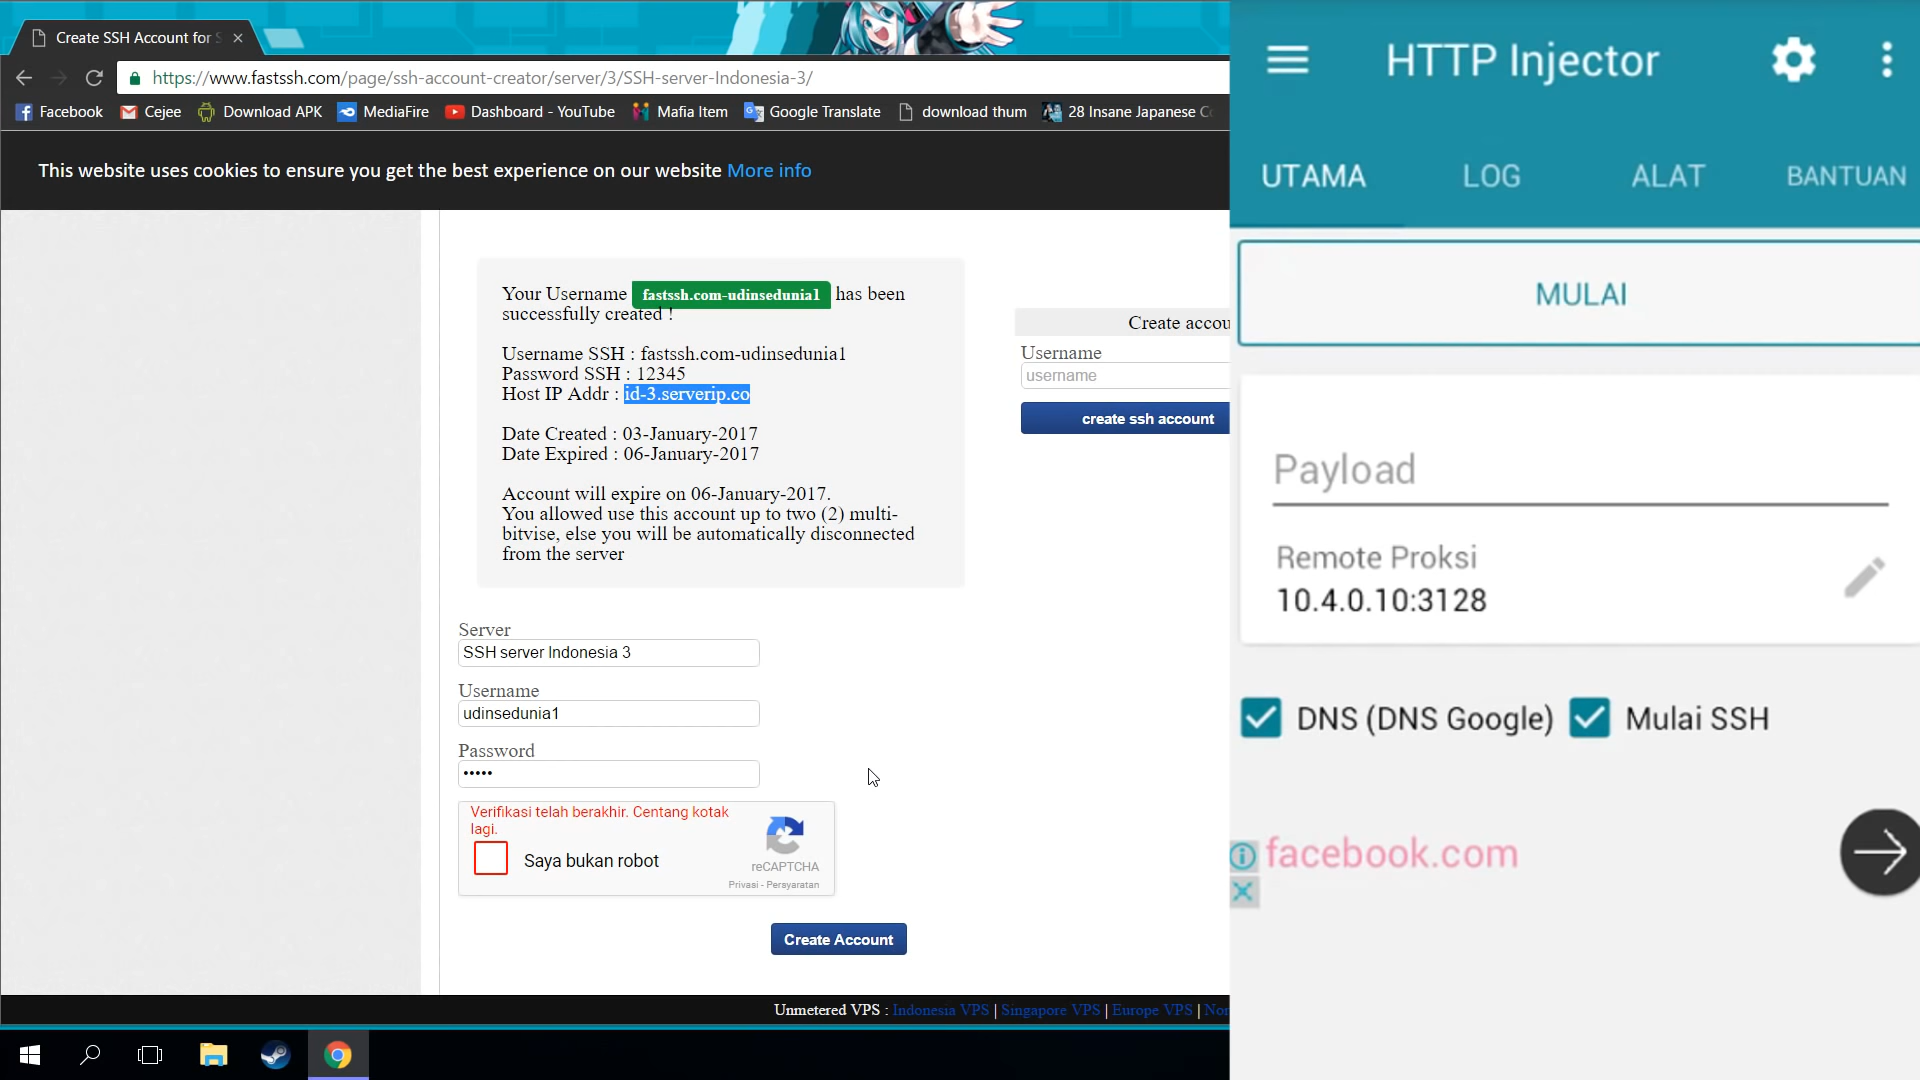 Create SSH Account for S
https://www.fastssh.com/page/ssh-account-creator/server/3/SSH-server-Indonesia-3/
Facebook
Cejee
Download APK
MediaFire
Dashboard - YouTube
Mafia Item
Google Translate
download thum
28 Insane Japanese C
This website uses cookies to ensure you get the best experience on our website More info
Your Username fastssh.com-udinsedunia1 has been
successfully created !
Username SSH : fastssh.com-udinsedunia1
Password SSH : 12345
Host IP Addr : id-3.serverip.co
Date Created : 03-January-2017
Date Expired : 06-January-2017
Account will expire on 06-January-2017.
You allowed use this account up to two (2) multi-
bitvise, else you will be automatically disconnected
from the server
Create accou
Username
username
create ssh account
Server
SSH server Indonesia 3
Username
udinsedunia1
Password
•••••
Verifikasi telah berakhir. Centang kotak
lagi.
Saya bukan robot
reCAPTCHA
Privasi - Persyaratan
Create Account
Unmetered VPS : Indonesia VPS | Singapore VPS | Europe VPS | Nor
HTTP Injector
UTAMA
LOG
ALAT
BANTUAN
MULAI
Payload
Remote Proksi
10.4.0.10:3128
DNS (DNS Google)
Mulai SSH
facebook.com